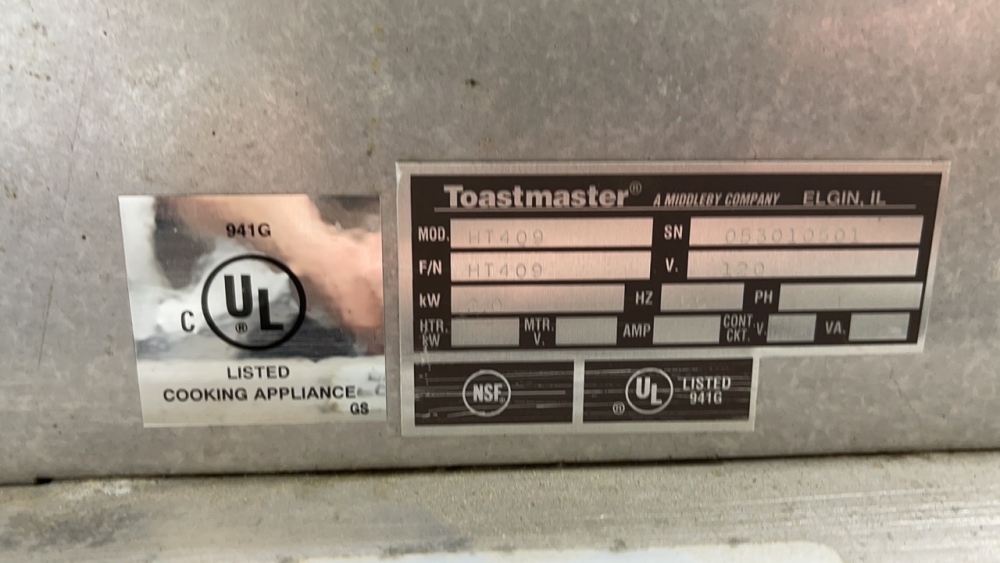 941G
C UL ®
LISTED
COOKING APPLIANCE
GS
Toastmaster® A MIDDLEBY COMPANY ELGIN, IL
MOD. HT409 SN 053010501
F/N HT409 V. 120
kW HZ PH
HTR. kW MTR. V. AMP CONT. CKT. V. VA.
NSF
UL ® LISTED 941G